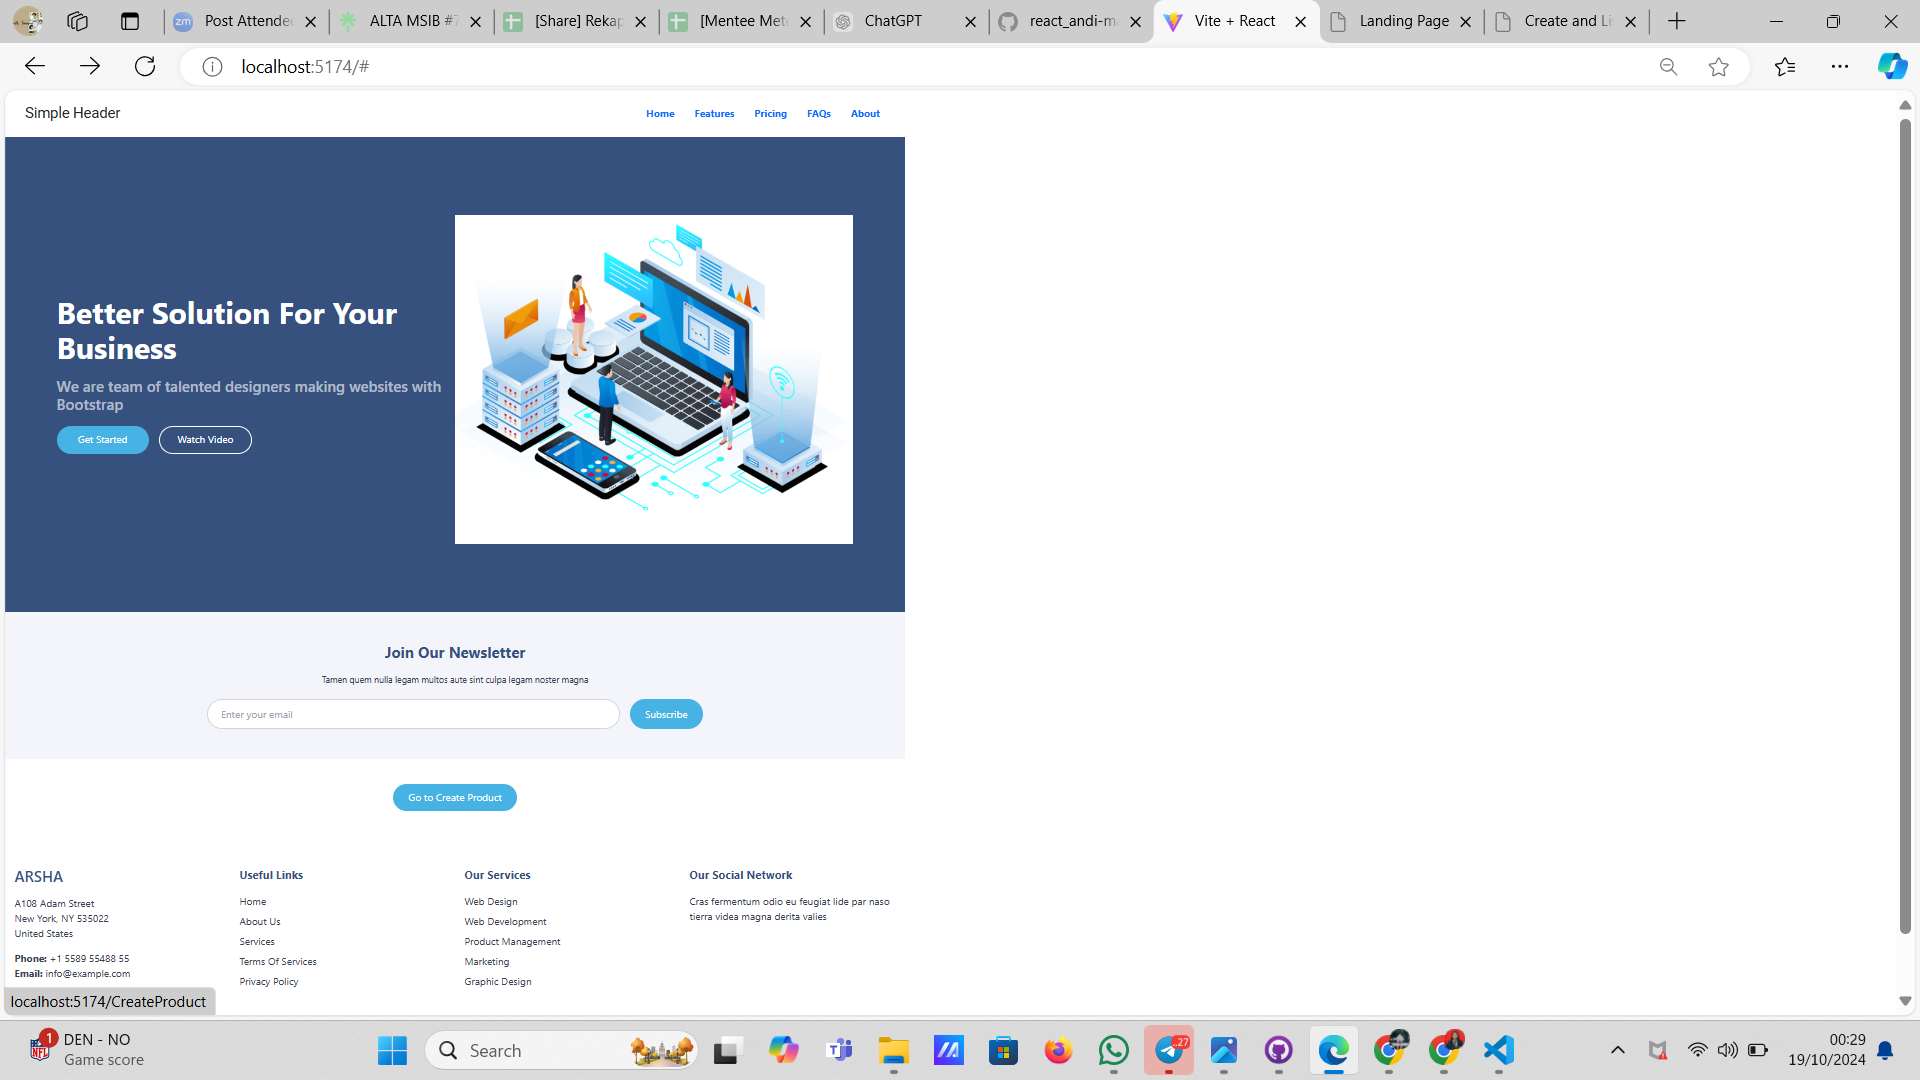 zm Post Attende
ALTA MSIB #7
[Share] Rekap
[Mentee Mete
ChatGPT
react_andi-ma
Vite + React
Landing Page
Create and Li
localhost:5174/#
Simple Header
Home Features Pricing FAQs About
Better Solution For Your
Business
We are team of talented designers making websites with
Bootstrap
Get Started Watch Video
Join Our Newsletter
Tamen quem nulla legam multos aute sint culpa legam noster magna
Enter your email Subscribe
Go to Create Product
ARSHA
A108 Adam Street
New York, NY 535022
United States
Phone: +1 5589 55488 55
Email: info@example.com
Useful Links
Home
About Us
Services
Terms Of Services
Privacy Policy
Our Services
Web Design
Web Development
Product Management
Marketing
Graphic Design
Our Social Network
Cras fermentum odio eu feugiat lide par naso
tierra videa magna derita valies
localhost:5174/CreateProduct
1
NFL
DEN - NO
Game score
Search
27
00:29
19/10/2024